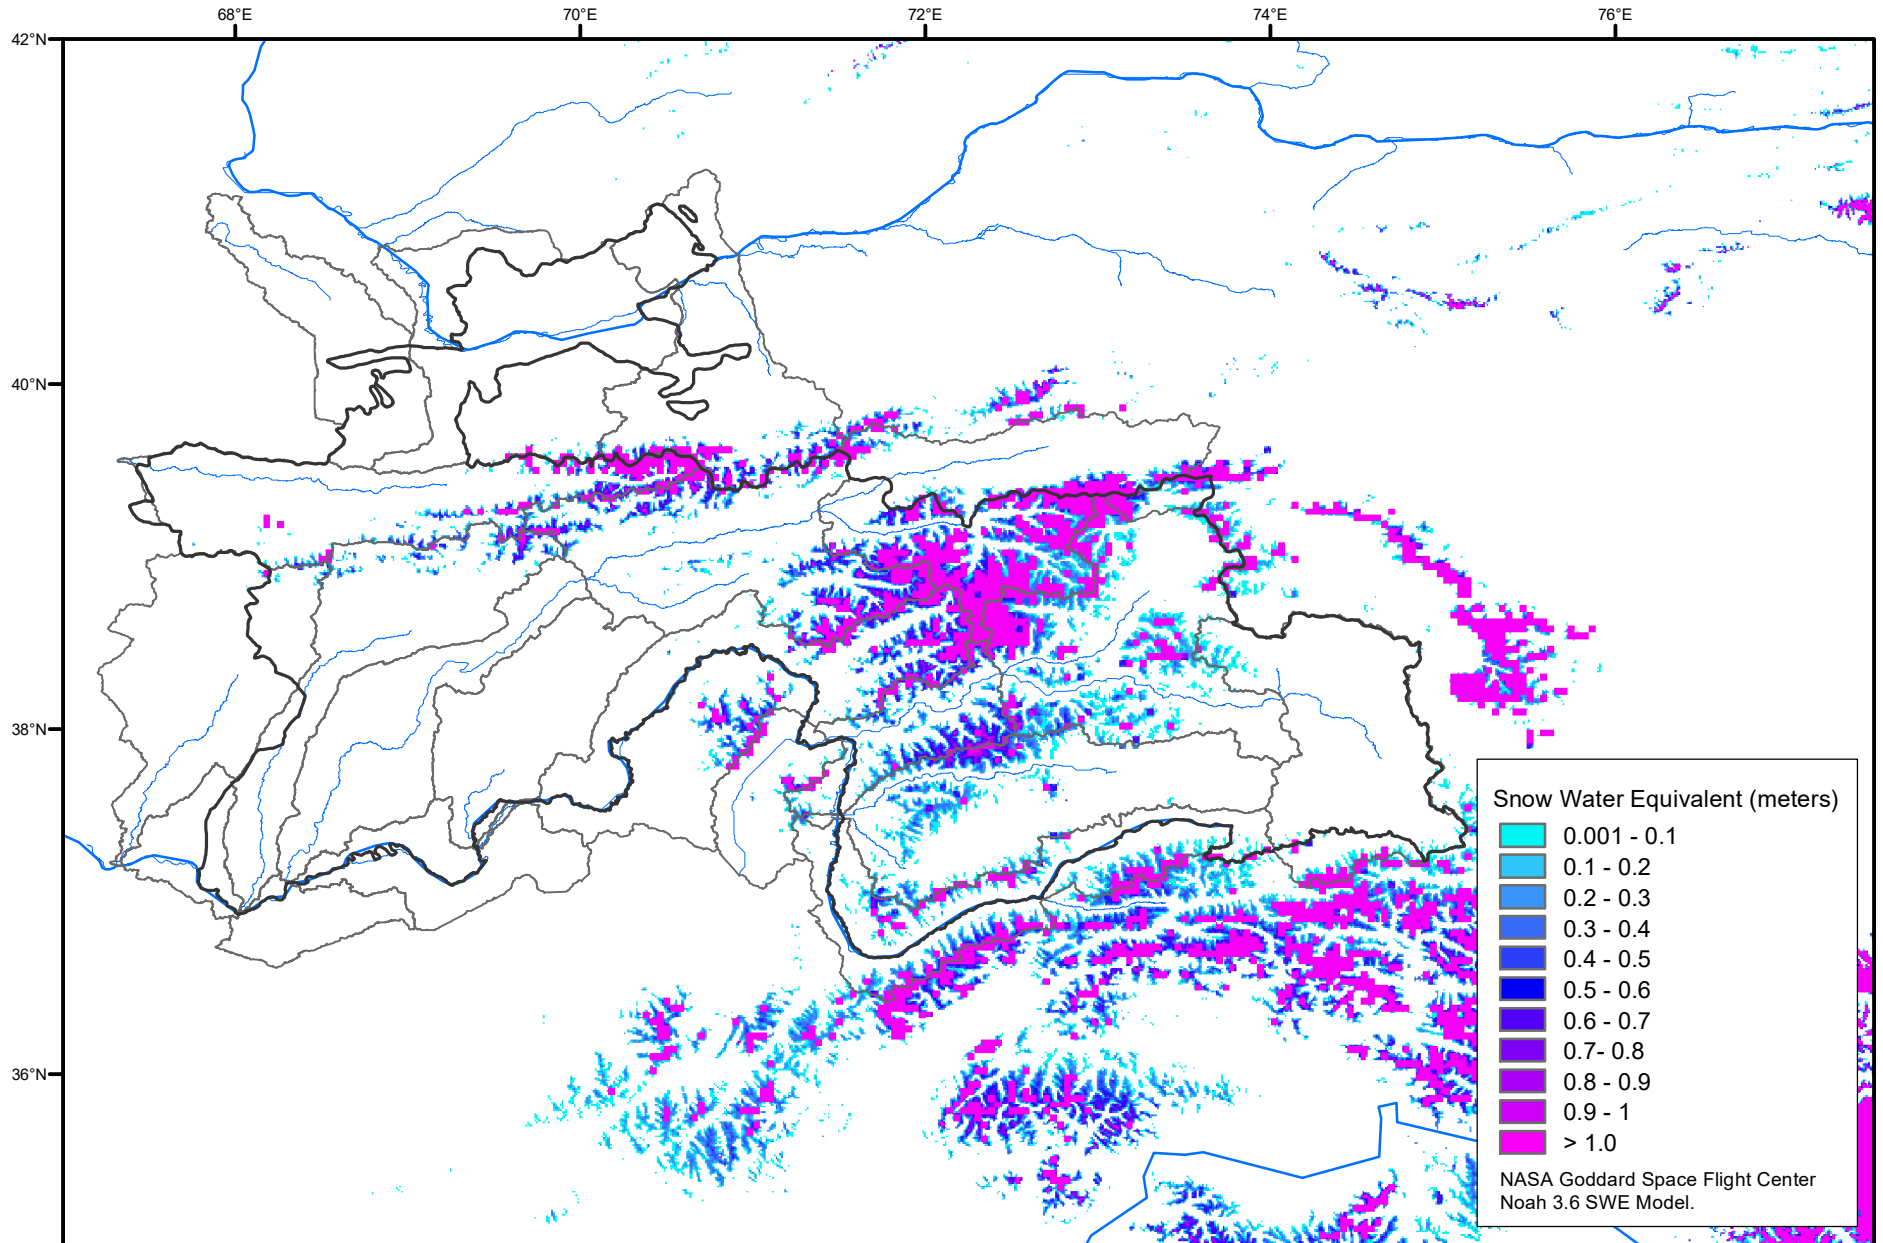 68°E 70°E 72°E 74°E 76°E
42°N
40°N
38°N
36°N
Snow Water Equivalent (meters)
0.001 - 0.1
0.1 - 0.2
0.2 - 0.3
0.3 - 0.4
0.4 - 0.5
0.5 - 0.6
0.6 - 0.7
0.7- 0.8
0.8 - 0.9
0.9 - 1
> 1.0
NASA Goddard Space Flight Center
Noah 3.6 SWE Model.